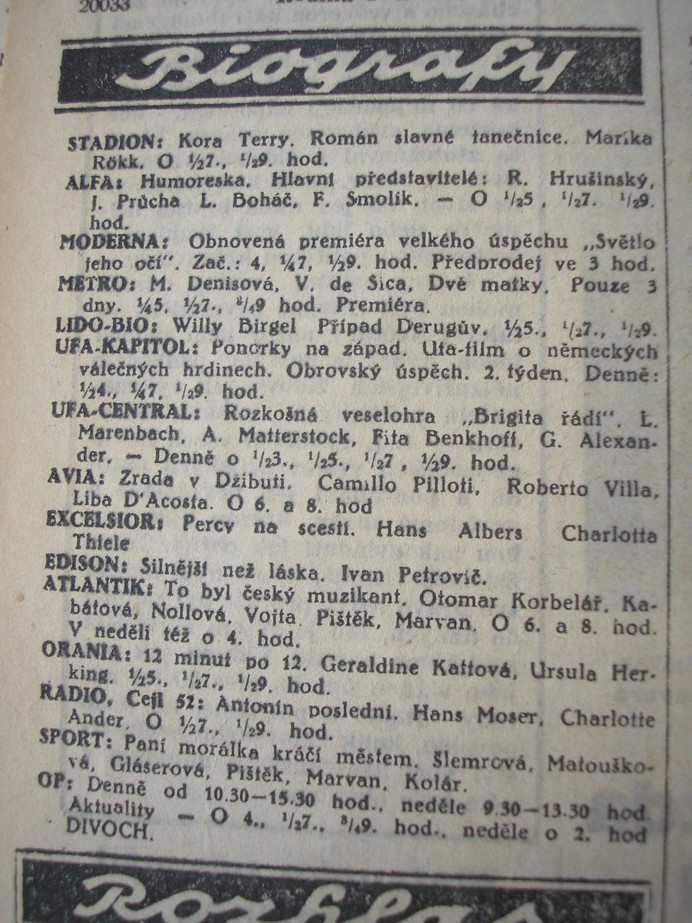 20033
Biografy
STADION: Kora Terry. Román slavné tanečnice. Marika
Rökk. O ½7., ½9. hod.
ALFA: Humoreska. Hlavní představitelé: R. Hrušinský,
J. Průcha L. Boháč, F. Smolík. — O ½5 , ½7. ½9.
hod.
MODERNA: Obnovená premiéra velkého úspěchu „Světlo
jeho očí“. Zač.: 4, ¼7, ½9. hod. Předprodej ve 3 hod.
METRO: M. Denisová, V. de Sica, Dvě matky. Pouze 3
dny. ¼5, ½7., ¾9 hod. Premiéra.
LIDO-BIO: Willy Birgel Případ Derugův. ½5., ½7., ½9.
UFA-KAPITOL: Ponorky na západ. Ufa-film o německých
válečných hrdinech. Obrovský úspěch. 2. týden. Denně:
½4., ¼7, ½9. hod.
UFA-CENTRAL: Rozkošná veselohra „Brigita řádí“. L.
Marenbach, A. Matterstock, Fita Benkhoff, G. Alexan-
der. — Denně o ½3., ½5., ½7 , ½9. hod.
AVIA: Zrada v Džibuti. Camillo Pilloti, Roberto Villa,
Liba D'Acosta. O 6. a 8. hod
EXCELSIOR: Percy na scestí. Hans Albers Charlotta
Thiele
EDISON: Silnější než láska. Ivan Petrovič.
ATLANTIK: To byl český muzikant. Otomar Korbelář. Ka-
bátová, Nollová, Vojta. Pištěk, Marvan. O 6. a 8. hod.
V neděli též o 4. hod.
ORANIA: 12 minut po 12. Geraldine Kattová, Ursula Her-
king. ½5., ½7., ½9. hod.
RADIO, Cejl 52: Antonín poslední. Hans Moser, Charlotte
Ander. O ½7., ½9. hod.
SPORT: Paní morálka kráčí městem. Šlemrová, Matouško-
vá, Gláserová, Pištěk, Marvan. Kolár.
OP: Denně od 10.30—15.30 hod., neděle 9.30—13.30 hod.
Aktuality — O 4., ½7., ¾9. hod., neděle o 2. hod
DIVOCH.
Rozhlas